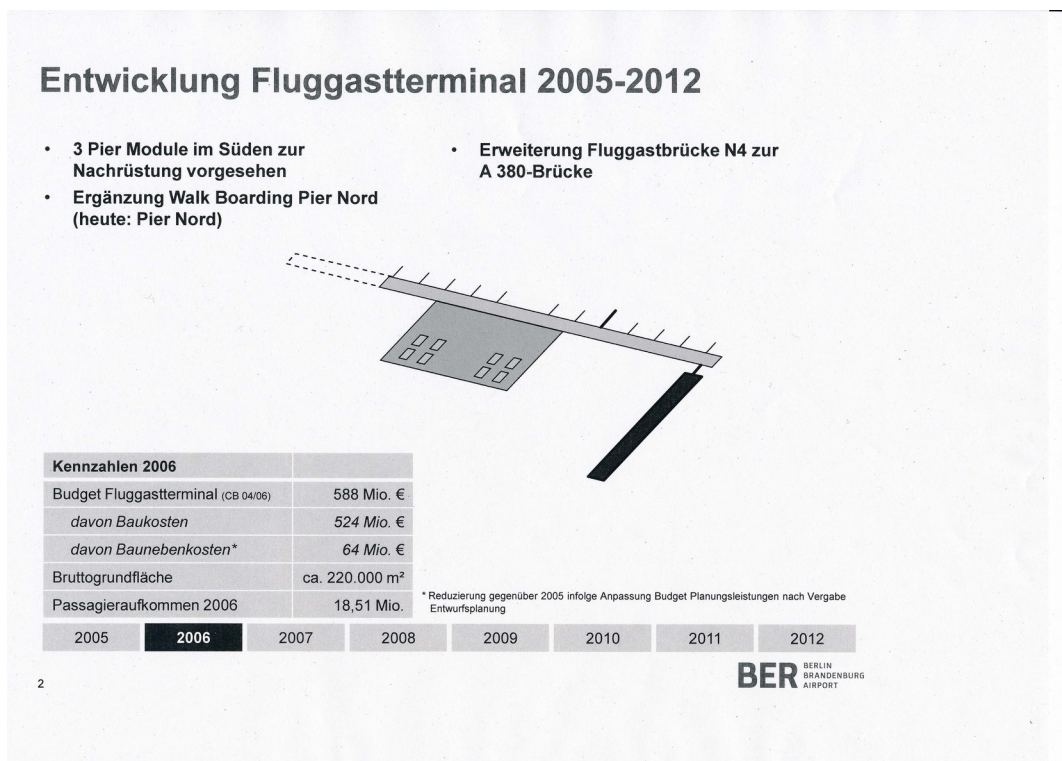 Entwicklung Fluggastterminal 2005-2012
• 3 Pier Module im Süden zur
Nachrüstung vorgesehen
• Ergänzung Walk Boarding Pier Nord
(heute: Pier Nord)
• Erweiterung Fluggastbrücke N4 zur
A 380-Brücke
Kennzahlen 2006
Budget Fluggastterminal (CB 04/06) 588 Mio. €
davon Baukosten 524 Mio. €
davon Baunebenkosten* 64 Mio. €
Bruttogrundfläche ca. 220.000 m²
Passagieraufkommen 2006 18,51 Mio.
* Reduzierung gegenüber 2005 infolge Anpassung Budget Planungsleistungen nach Vergabe
Entwurfsplanung
2005 2006 2007 2008 2009 2010 2011 2012
2
BER BERLIN
BRANDENBURG
AIRPORT